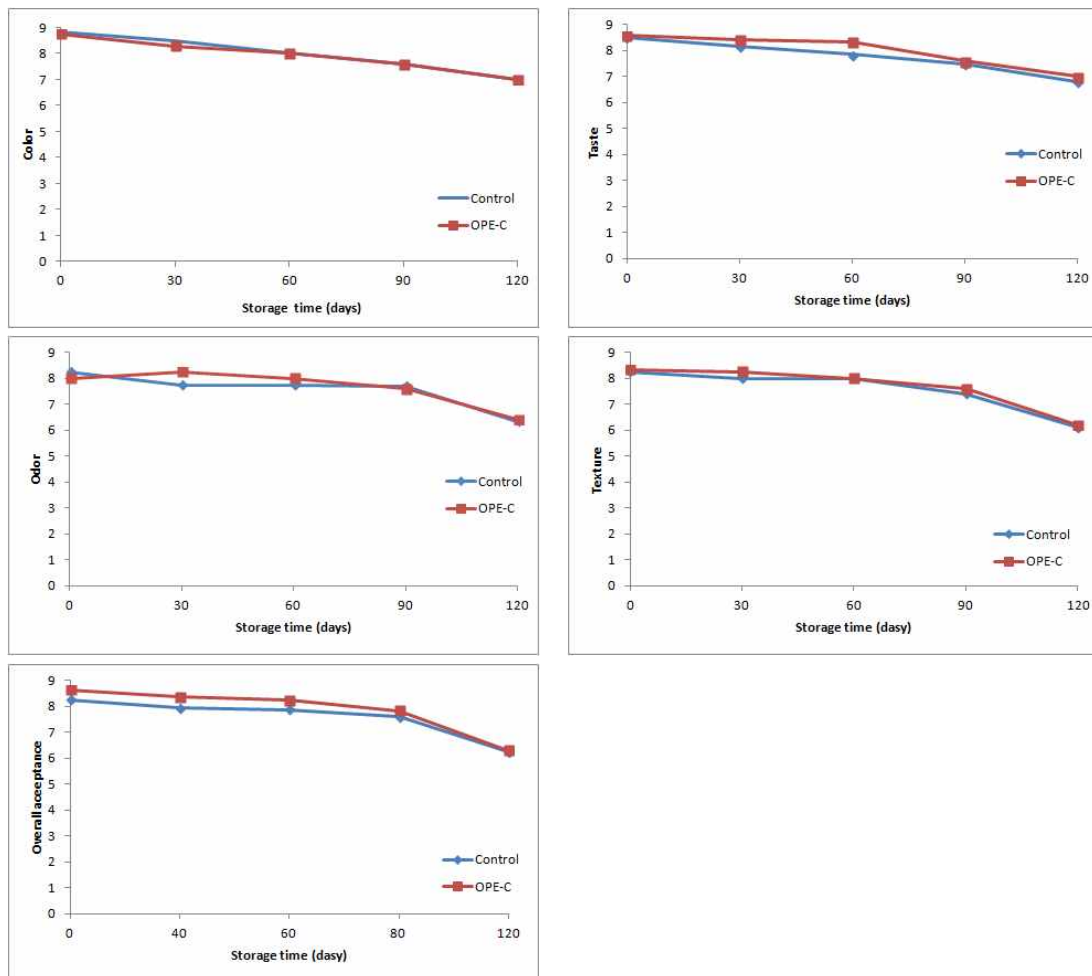 9
8
7
6
5
4
3
2
1
0
Color
Control
OPE-C
0 30 60 90 120
Storage time (days)
9
8
7
6
5
4
3
2
1
0
Taste
Control
OPE-C
0 30 60 90 120
Storage time (days)
9
8
7
6
5
4
3
2
1
0
Odor
Control
OPE-C
0 30 60 90 120
Storage time (days)
9
8
7
6
5
4
3
2
1
0
Texture
Control
OPE-C
0 30 60 90 120
Storage time (dasy)
9
8
7
6
5
4
3
2
1
0
Overall aceeptance
Control
OPE-C
0 40 60 80 120
Storage time (dasy)